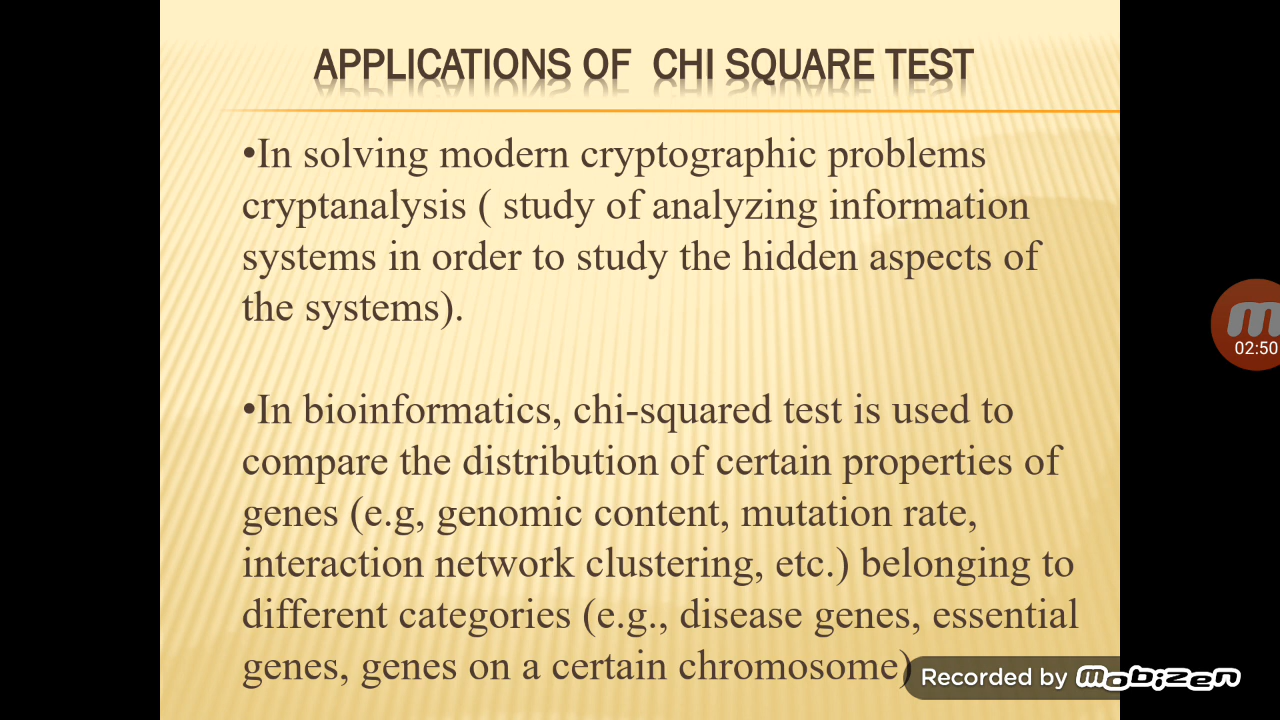 APPLICATIONS OF CHI SQUARE TEST
•In solving modern cryptographic problems
cryptanalysis ( study of analyzing information
systems in order to study the hidden aspects of
the systems).
•In bioinformatics, chi-squared test is used to
compare the distribution of certain properties of
genes (e.g, genomic content, mutation rate,
interaction network clustering, etc.) belonging to
different categories (e.g., disease genes, essential
genes, genes on a certain chromosome)
m
02:50
Recorded by mobizen